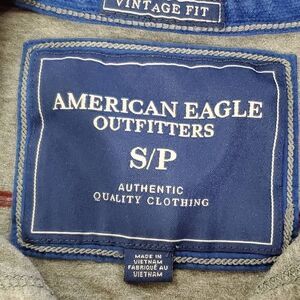 VINTAGE FIT
AMERICAN EAGLE
OUTFITTERS
S/P
AUTHENTIC
QUALITY CLOTHING
MADE IN
VIETNAM
FABRIQUÉ AU
VIETNAM